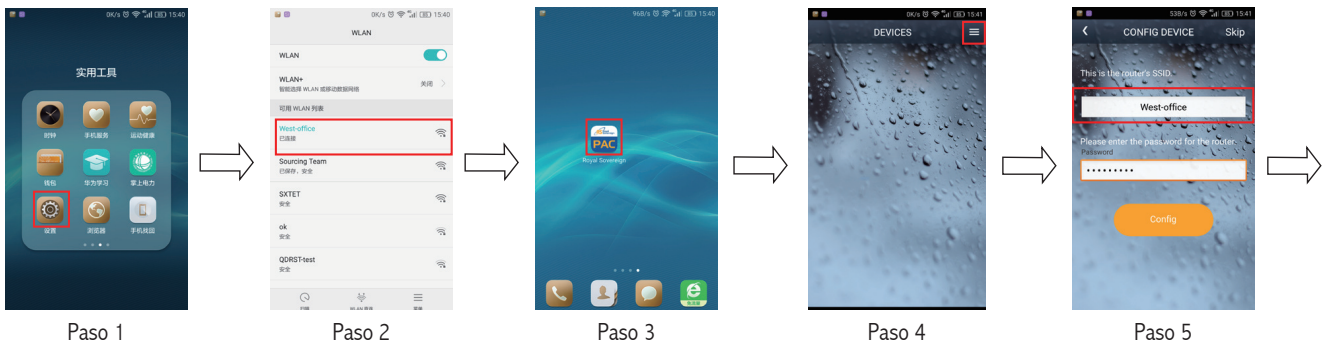 0K/s 15:40
实用工具
时钟 手机服务 运动健康
钱包 华为学习 掌上电力
设置 浏览器 手机找回
Paso 1
0K/s 15:40
WLAN
WLAN
WLAN+
智能选择 WLAN 或移动数据网络
关闭
可用 WLAN 列表
West-office
已连接
Sourcing Team
已保存，安全
SXTET
安全
ok
安全
QDRST-test
安全
扫描 菜单
Paso 2
96B/s 15:40
PAC
Royal Sovereign
Paso 3
0K/s 15:41
DEVICES
Paso 4
53B/s 15:41
CONFIG DEVICE Skip
This is the router's SSID.
West-office
Please enter the password for the router
Password
•••••••••
Config
Paso 5